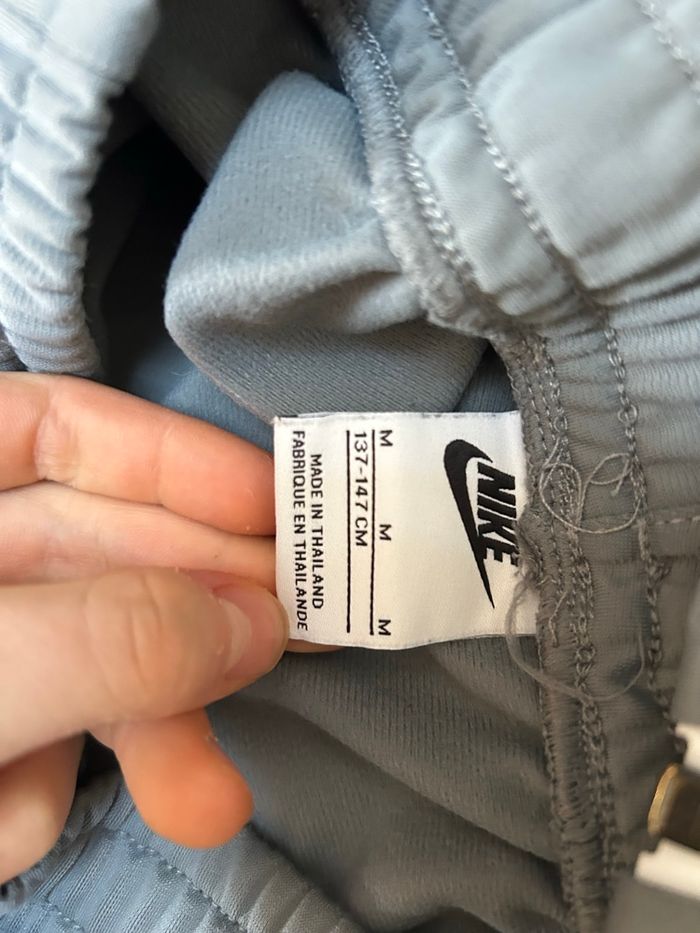 NIKE
M M M
137-147 CM
MADE IN THAILAND
FABRIQUE EN THAILANDE